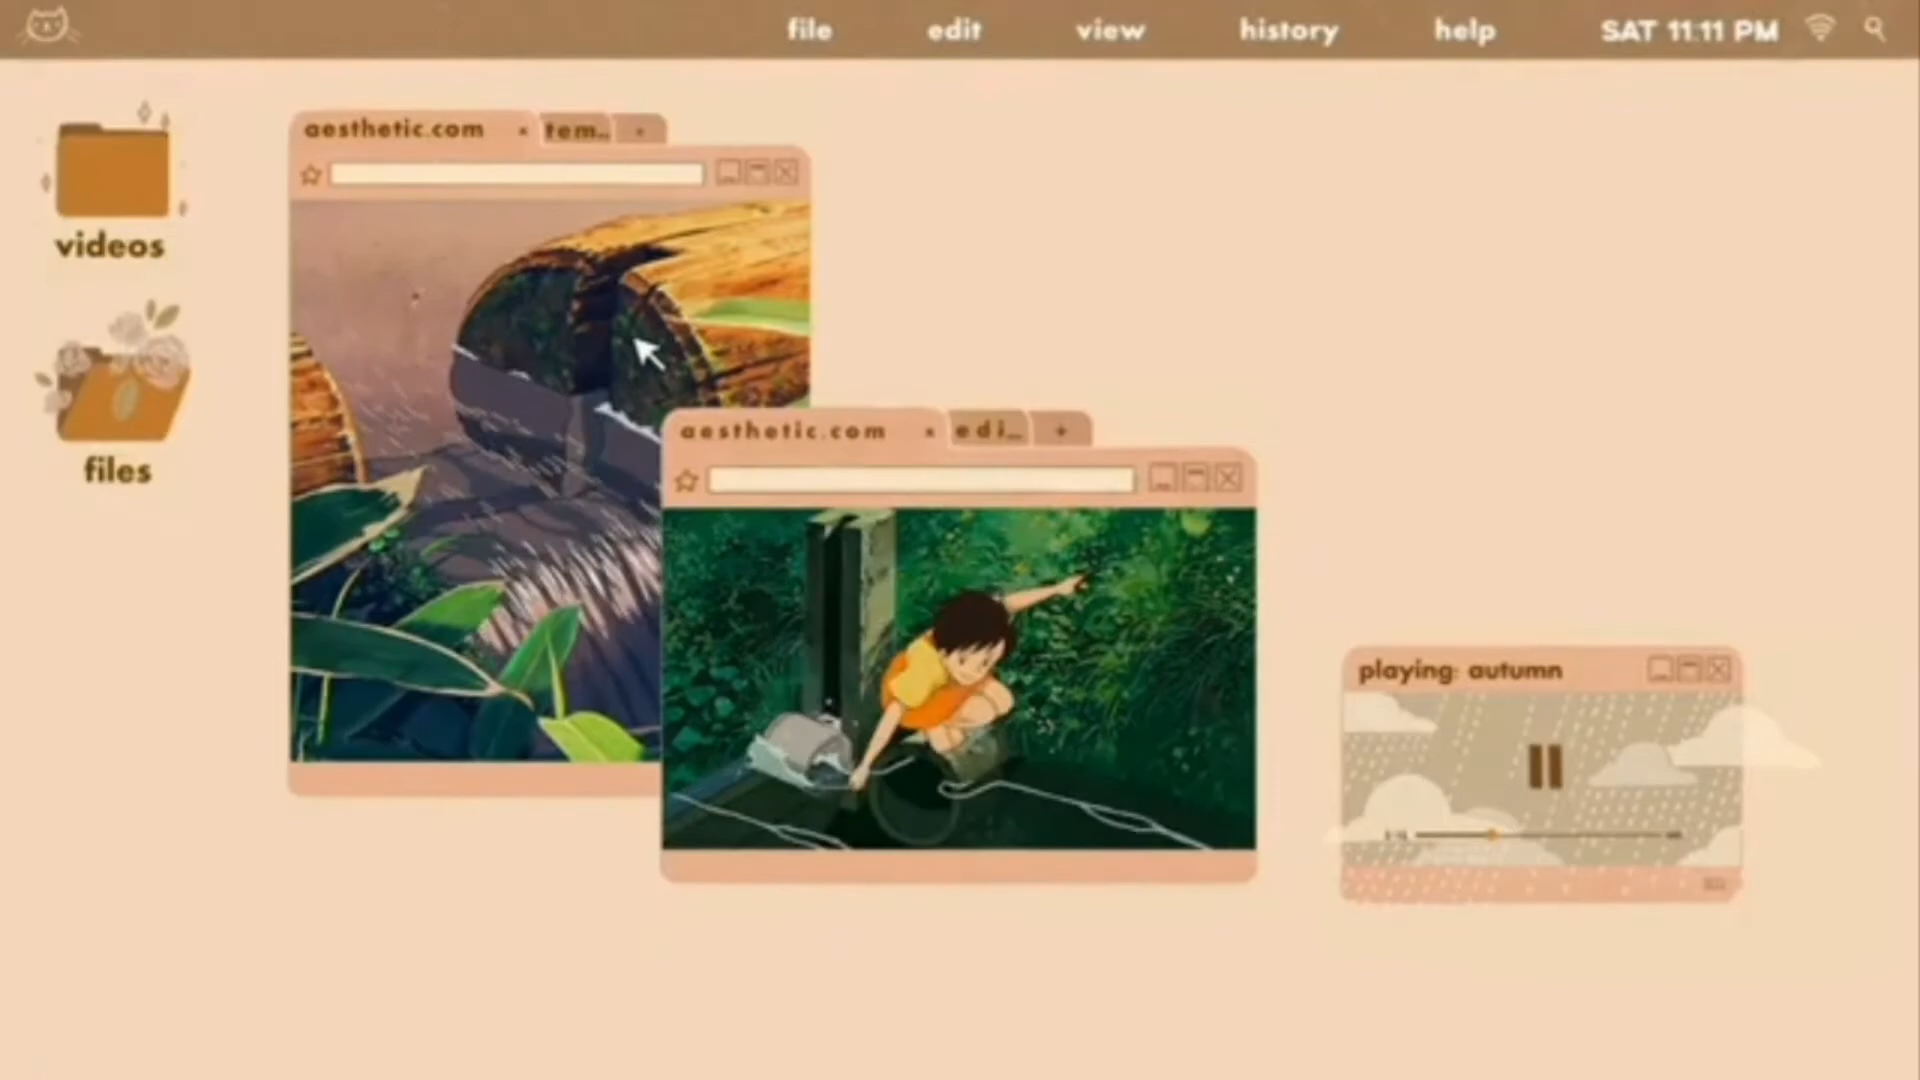 file edit view history help SAT 11:11 PM
videos
files
aesthetic.com × tem.. +
aesthetic.com × edi... +
playing: autumn